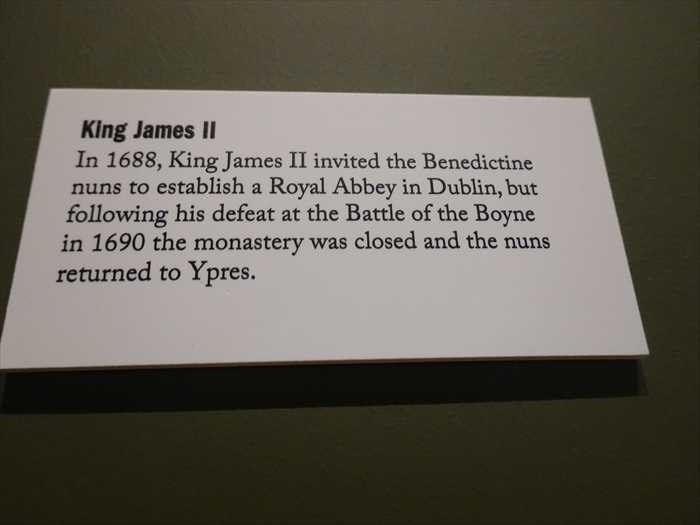 King James II
In 1688, King James II invited the Benedictine
nuns to establish a Royal Abbey in Dublin, but
following his defeat at the Battle of the Boyne
in 1690 the monastery was closed and the nuns
returned to Ypres.